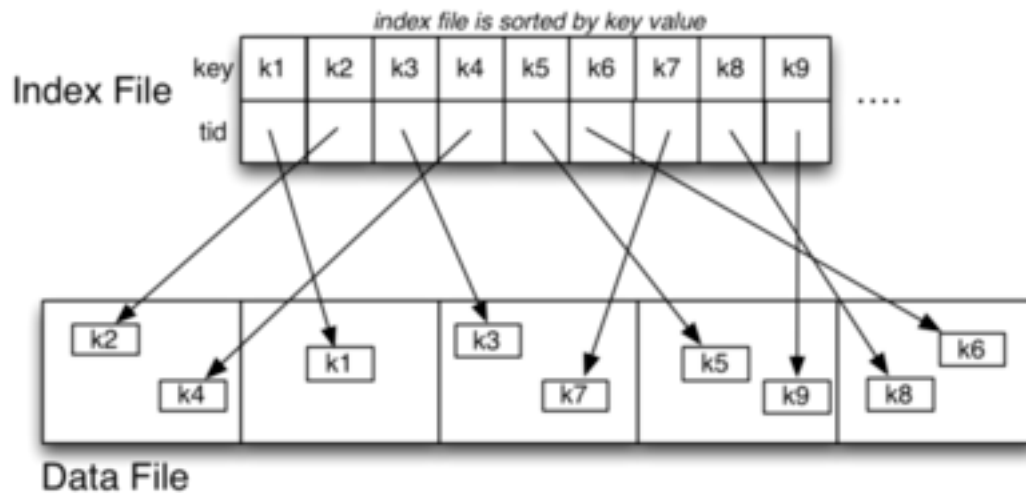 index file is sorted by key value
key k1 k2 k3 k4 k5 k6 k7 k8 k9
Index File ....
tid
k2 k1 k3 k5 k6
k4 k7 k9 k8
Data File